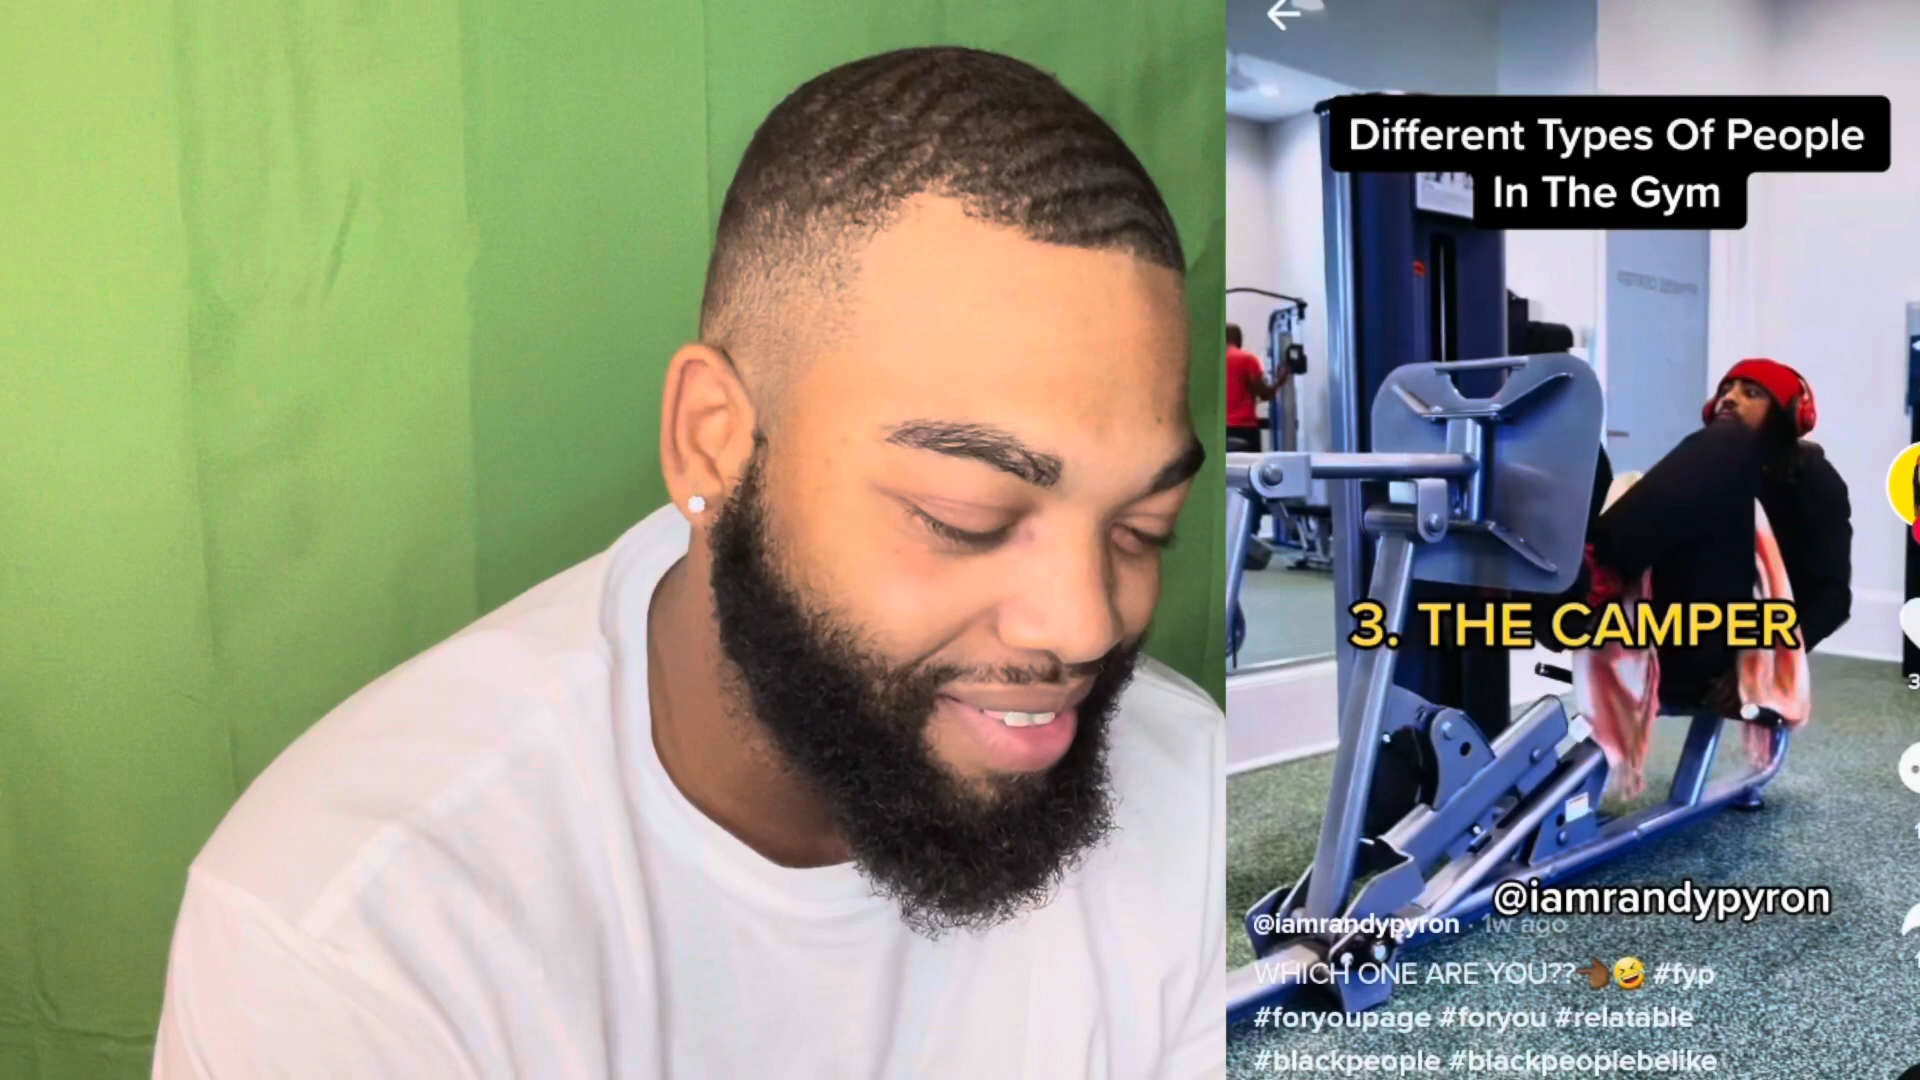 Different Types Of People
In The Gym
3. THE CAMPER
@iamrandypyron
@iamrandypyron · 1w ago
WHICH ONE ARE YOU??👈🏾🤣 #fyp
#foryoupage #foryou #relatable
#blackpeople #blackpeoplebelike